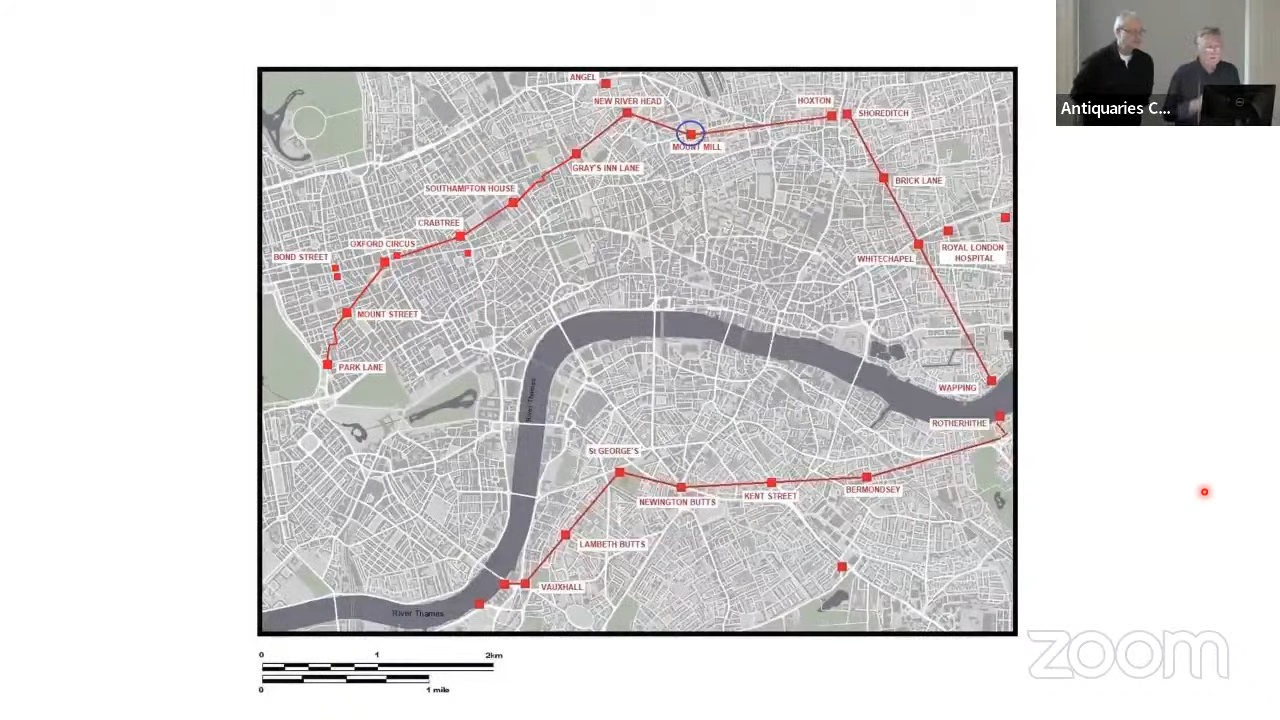 Antiquaries C...
ANGEL
NEW RIVER HEAD
HOXTON
SHOREDITCH
MOUNT MILL
GRAY'S INN LANE
BRICK LANE
SOUTHAMPTON HOUSE
CRABTREE
OXFORD CIRCUS
BOND STREET
WHITECHAPEL
ROYAL LONDON
HOSPITAL
MOUNT STREET
PARK LANE
WAPPING
River Thames
ROTHERHITHE
St GEORGE'S
NEWINGTON BUTTS
KENT STREET
BERMONDSEY
LAMBETH BUTTS
VAUXHALL
River Thames
0 1 2km
0 1 mile
zoom